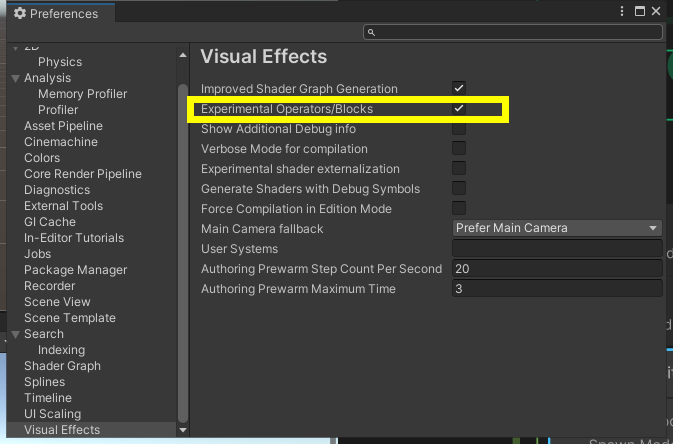 Preferences
2D
Physics
Analysis
Memory Profiler
Profiler
Asset Pipeline
Cinemachine
Colors
Core Render Pipeline
Diagnostics
External Tools
GI Cache
In-Editor Tutorials
Jobs
Package Manager
Recorder
Scene View
Scene Template
Search
Indexing
Shader Graph
Splines
Timeline
UI Scaling
Visual Effects
Visual Effects
Improved Shader Graph Generation
Experimental Operators/Blocks
Show Additional Debug info
Verbose Mode for compilation
Experimental shader externalization
Generate Shaders with Debug Symbols
Force Compilation in Edition Mode
Main Camera fallback Prefer Main Camera
User Systems
Authoring Prewarm Step Count Per Second 20
Authoring Prewarm Maximum Time 3